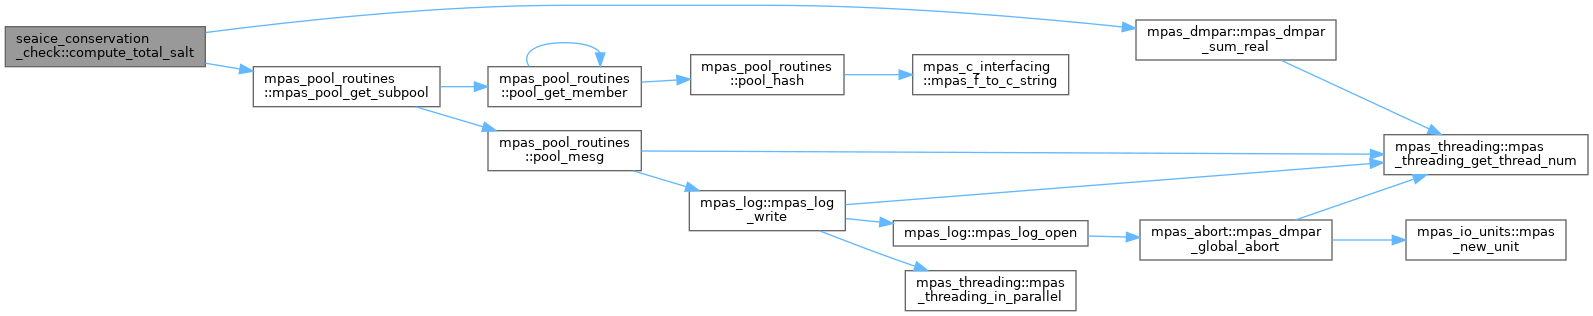 seaice_conservation
_check::compute_total_salt
mpas_pool_routines
::mpas_pool_get_subpool
mpas_pool_routines
::pool_get_member
mpas_pool_routines
::pool_hash
mpas_c_interfacing
::mpas_f_to_c_string
mpas_pool_routines
::pool_mesg
mpas_log::mpas_log
_write
mpas_log::mpas_log_open
mpas_threading::mpas
_threading_in_parallel
mpas_dmpar::mpas_dmpar
_sum_real
mpas_abort::mpas_dmpar
_global_abort
mpas_threading::mpas
_threading_get_thread_num
mpas_io_units::mpas
_new_unit